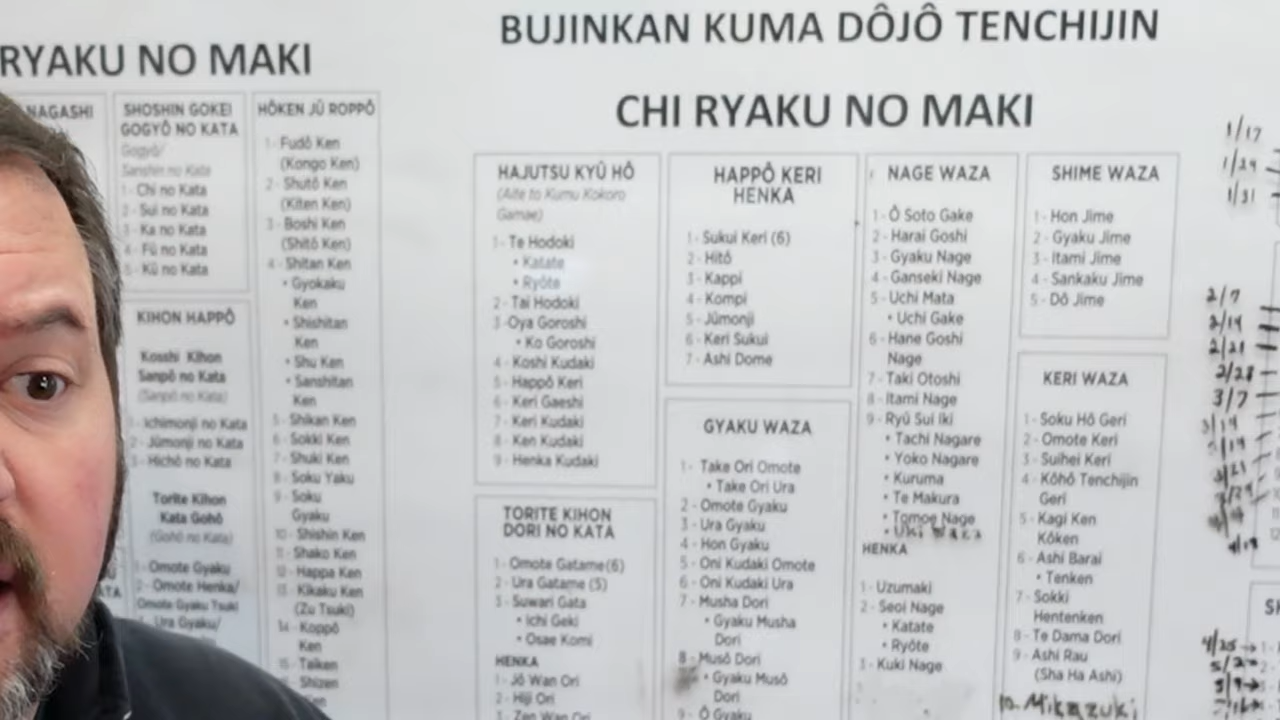 BUJINKAN KUMA DÔJÔ TENCHIJIN
RYAKU NO MAKI
NAGASHI
SHOSHIN GOKEI
GOGYÔ NO KATA
Gogyô/
Sanshin no Kata
1 - Chi no Kata
2 - Sui no Kata
3 - Ka no Kata
4 - Fû no Kata
5 - Kû no Kata
KIHON HAPPÔ
Kosshi Kihon
Sanpô no Kata
(Sanpô no Kata)
1 - Ichimonji no Kata
2 - Jûmonji no Kata
3 - Hichô no Kata
Torite Kihon
Kata Gohô
(Gohô no Kata)
1 - Omote Gyaku
2 - Omote Henka/
Omote Gyaku Tsuki
Ura Gyaku/
HÔKEN JÛ ROPPÔ
1 - Fudô Ken
(Kongo Ken)
2 - Shutô Ken
(Kiten Ken)
3 - Boshi Ken
(Shitô Ken)
4 - Shitan Ken
• Gyokaku
Ken
• Shishitan
Ken
• Shu Ken
• Sanshitan
Ken
5 - Shikan Ken
6 - Sokki Ken
7 - Shuki Ken
8 - Soku Yaku
9 - Soku
Gyaku
10 - Shishin Ken
11 - Shako Ken
12 - Happa Ken
13 - Kikaku Ken
(Zu Tsuki)
14 - Koppô
Ken
15 - Taiken
Shizen
CHI RYAKU NO MAKI
HAJUTSU KYÛ HÔ
(Aite to Kumu Kokoro
Gamae)
1 - Te Hodoki
• Katate
• Ryôte
2 - Tai Hodoki
3 - Oya Goroshi
• Ko Goroshi
4 - Koshi Kudaki
5 - Happô Keri
6 - Keri Gaeshi
7 - Keri Kudaki
8 - Ken Kudaki
9 - Henka Kudaki
TORITE KIHON
DORI NO KATA
1 - Omote Gatame(6)
2 - Ura Gatame (5)
3 - Suwari Gata
• Ichi Geki
• Osae Komi
HENKA
1 - Jô Wan Ori
2 - Hiji Ori
3 - Zen Wan Ori
HAPPÔ KERI
HENKA
1 - Sukui Keri (6)
2 - Hitô
3 - Kappi
4 - Kompi
5 - Jûmonji
6 - Keri Sukui
7 - Ashi Dome
GYAKU WAZA
1 - Take Ori Omote
• Take Ori Ura
2 - Omote Gyaku
3 - Ura Gyaku
4 - Hon Gyaku
5 - Oni Kudaki Omote
6 - Oni Kudaki Ura
7 - Musha Dori
• Gyaku Musha
Dori
8 - Musô Dori
• Gyaku Musô
Dori
9 - Ô Gyaku
NAGE WAZA
1 - Ô Soto Gake
2 - Harai Goshi
3 - Gyaku Nage
4 - Ganseki Nage
5 - Uchi Mata
• Uchi Gake
6 - Hane Goshi
Nage
7 - Taki Otoshi
8 - Itami Nage
9 - Ryû Sui Iki
• Tachi Nagare
• Yoko Nagare
• Kuruma
• Te Makura
• Tomoe Nage
• Uki Waza
HENKA
1 - Uzumaki
2 - Seoi Nage
• Katate
• Ryôte
3 - Kuki Nage
SHIME WAZA
1 - Hon Jime
2 - Gyaku Jime
3 - Itami Jime
4 - Sankaku Jime
5 - Dô Jime
KERI WAZA
1 - Soku Hô Geri
2 - Omote Keri
3 - Suihei Keri
4 - Kôhô Tenchijin
Geri
5 - Kagi Ken
Kôken
6 - Ashi Barai
• Tenken
7 - Sokki
Hentenken
8 - Te Dama Dori
9 - Ashi Rau
(Sha Ha Ashi)
10. Mikazuki
1/17
1/24
1/31
2/7
2/14
2/21
2/28
3/7
3/14
3/21
4/25
5/2
5/9